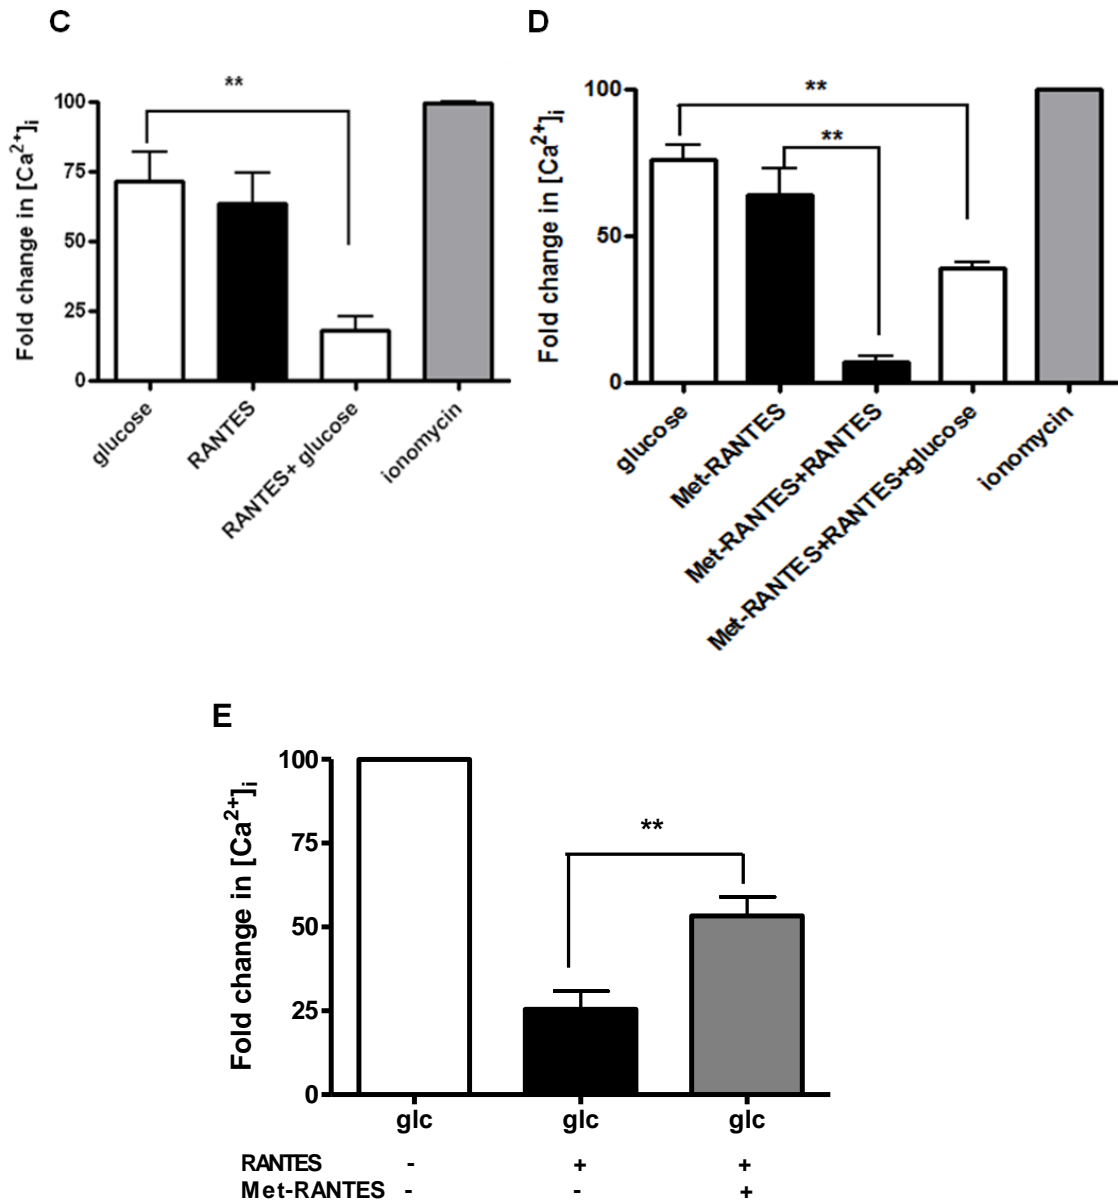 C
**
Fold change in [Ca2+]i
100
75
50
25
0
glucose
RANTES
RANTES+ glucose
ionomycin
D
**
**
Fold change in [Ca2+]i
100
50
0
glucose
Met-RANTES
Met-RANTES+RANTES
Met-RANTES+RANTES+glucose
ionomycin
E
**
Fold change in [Ca2+]i
100
75
50
25
0
glc glc glc
RANTES - + +
Met-RANTES - - +